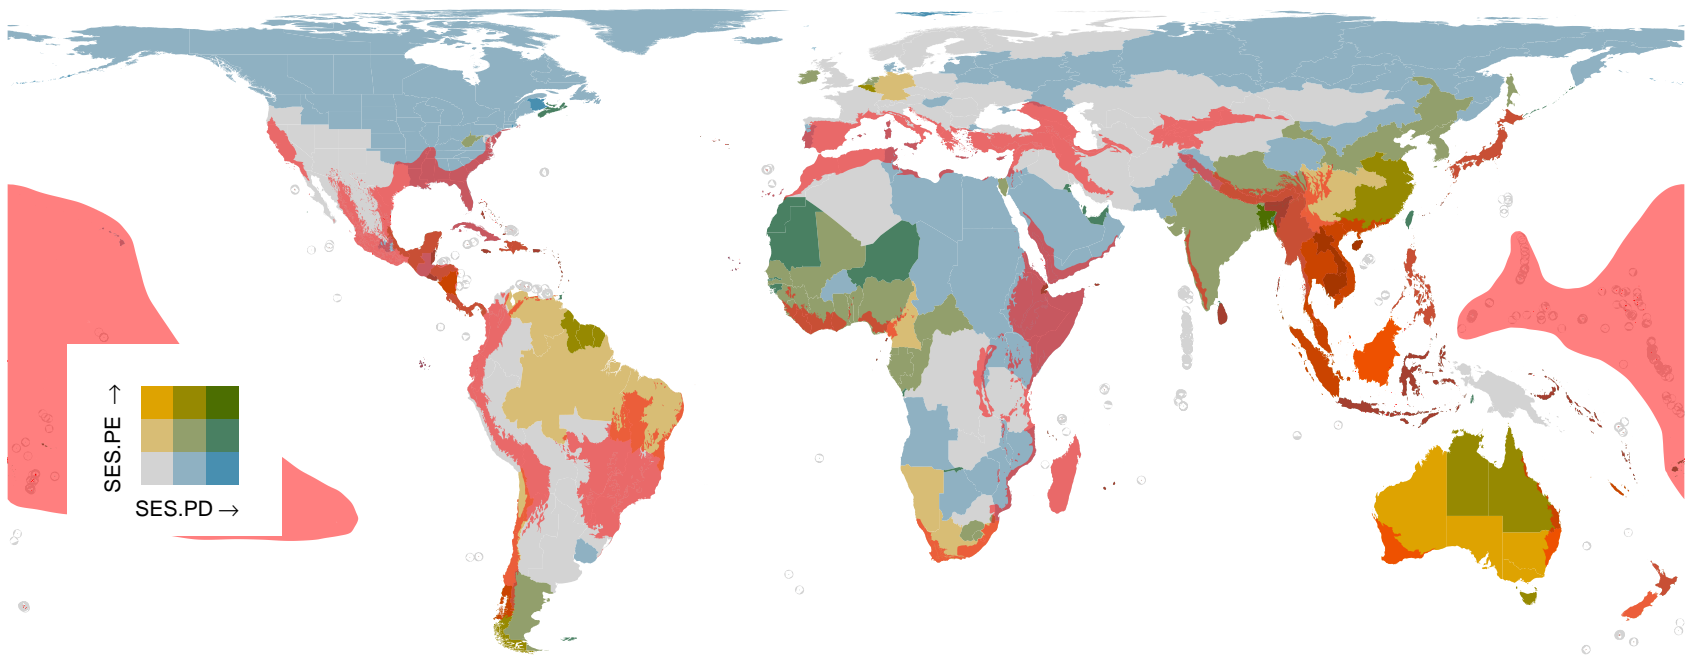 SES.PE →
SES.PD →